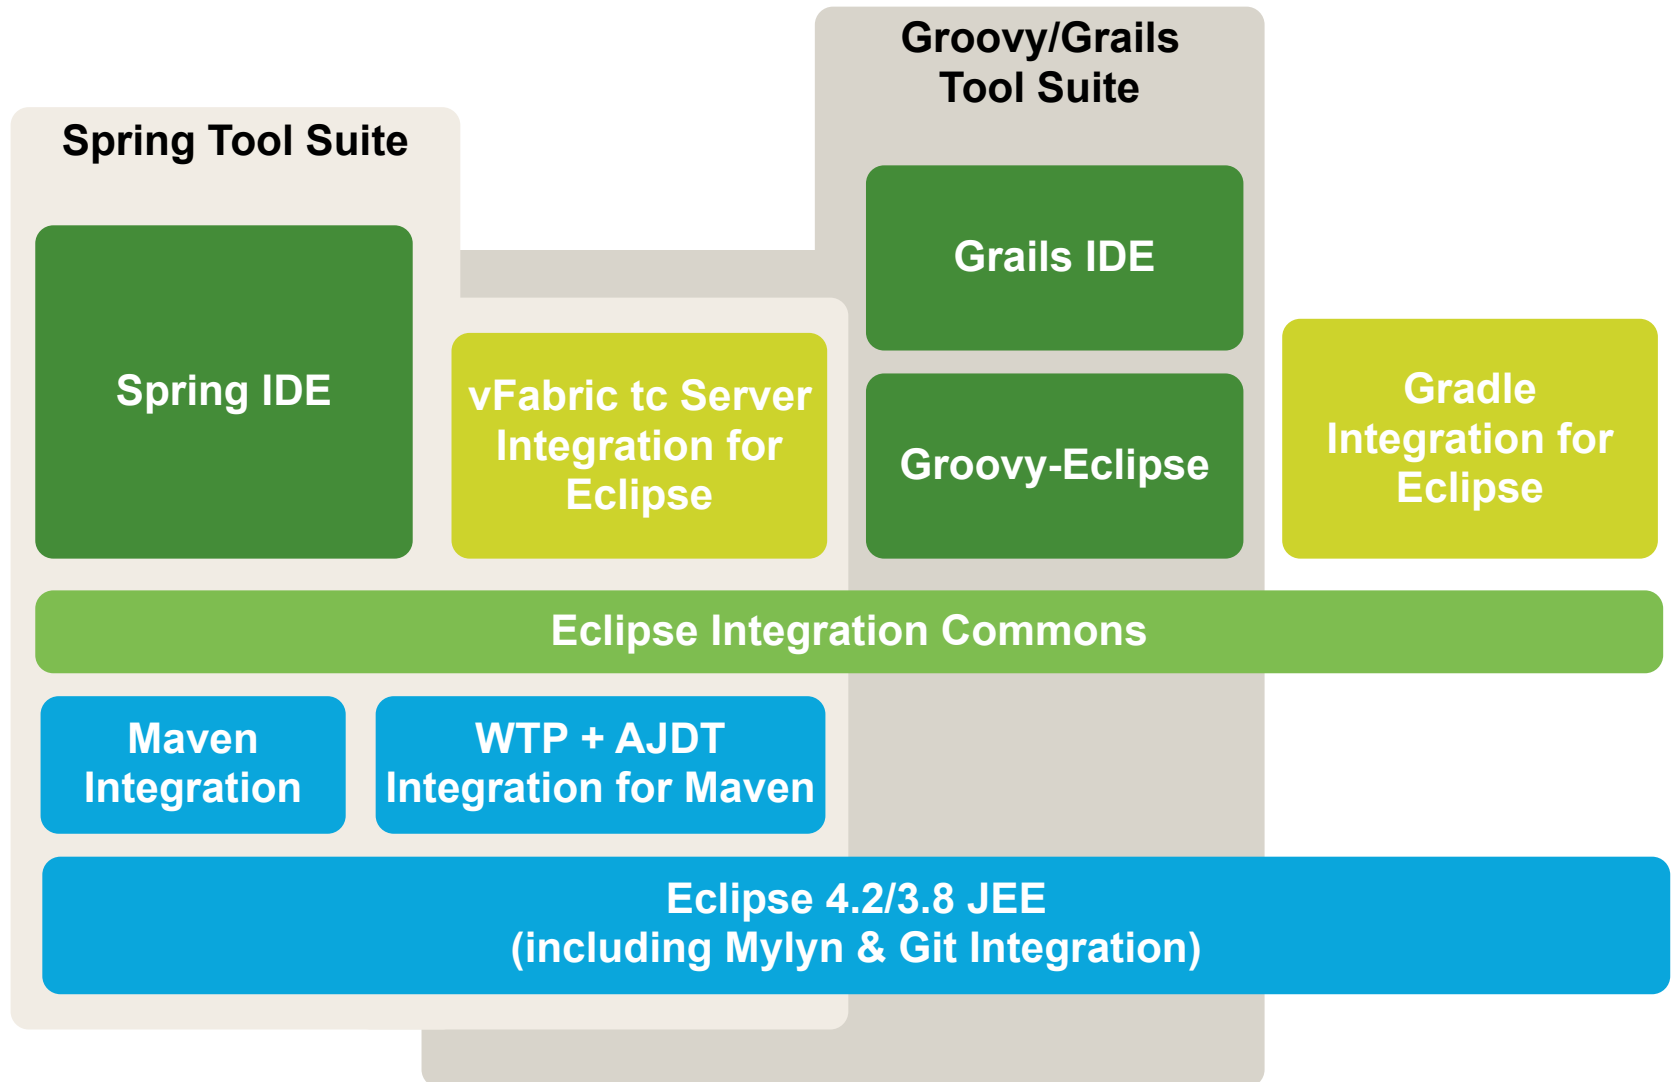 Groovy/Grails
Tool Suite
Spring Tool Suite
Grails IDE
Spring IDE
vFabric tc Server
Integration for
Eclipse
Groovy-Eclipse
Gradle
Integration for
Eclipse
Eclipse Integration Commons
Maven
Integration
WTP + AJDT
Integration for Maven
Eclipse 4.2/3.8 JEE
(including Mylyn & Git Integration)